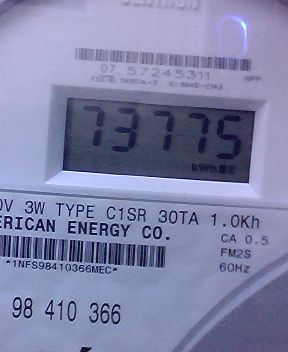 07 57245311
73775
kWh
0V 3W TYPE C1SR 30TA 1.0Kh
ERICAN ENERGY CO.
CA 0.5
FM2S
*1NFS98410366MEC*
60Hz
98 410 366